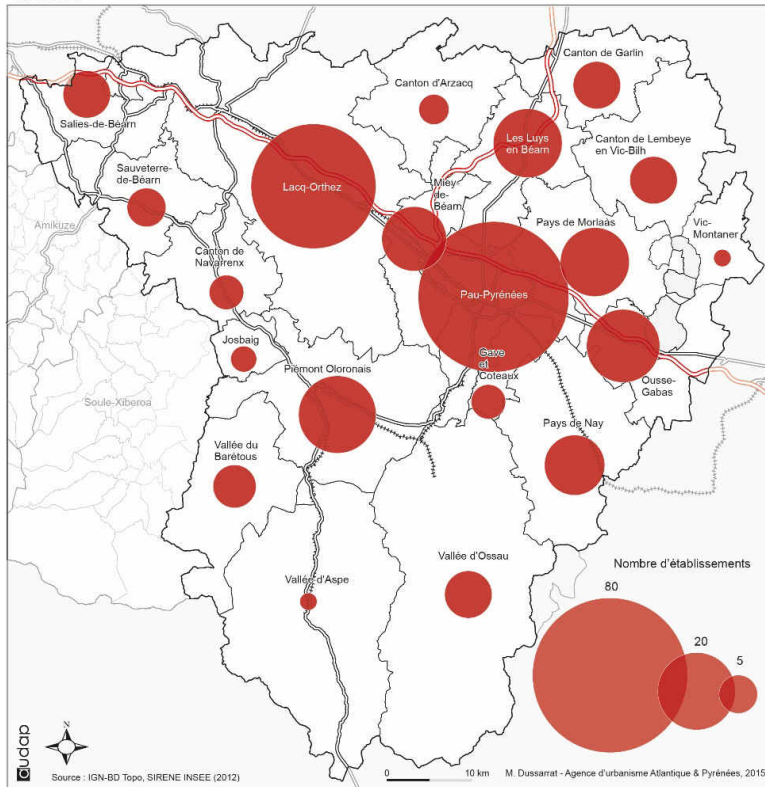 Canton de Garlin
Canton d'Arzacq
Salies-de-Béarn
Les Luys
en Béarn
Canton de Lembeye
en Vic-Bilh
Sauveterre-
de-Béarn
Lacq-Orthez
Miey-
de-
Béarn
Pays de Morlaàs
Vic-
Montaner
Amikuze
Canton de
Navarrenx
Pau-Pyrénées
Josbaig
Gave
et
Coteaux
Piémont Oloronais
Ousse-
Gabas
Soule-Xiberoa
Pays de Nay
Vallée du
Barétous
Vallée d'Ossau
Vallée d'Aspe
Nombre d'établissements
80
20
5
audap
N
Source : IGN-BD Topo, SIRENE INSEE (2012)
0 10 km
M. Dussarrat - Agence d'urbanisme Atlantique & Pyrénées, 2015